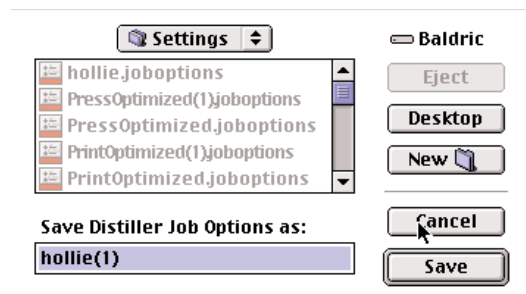 Settings
Baldric
hollie.joboptions
PressOptimized(1).joboptions
PressOptimized.joboptions
PrintOptimized(1).joboptions
PrintOptimized.joboptions
Eject
Desktop
New
Save Distiller Job Options as:
hollie(1)
Cancel
Save